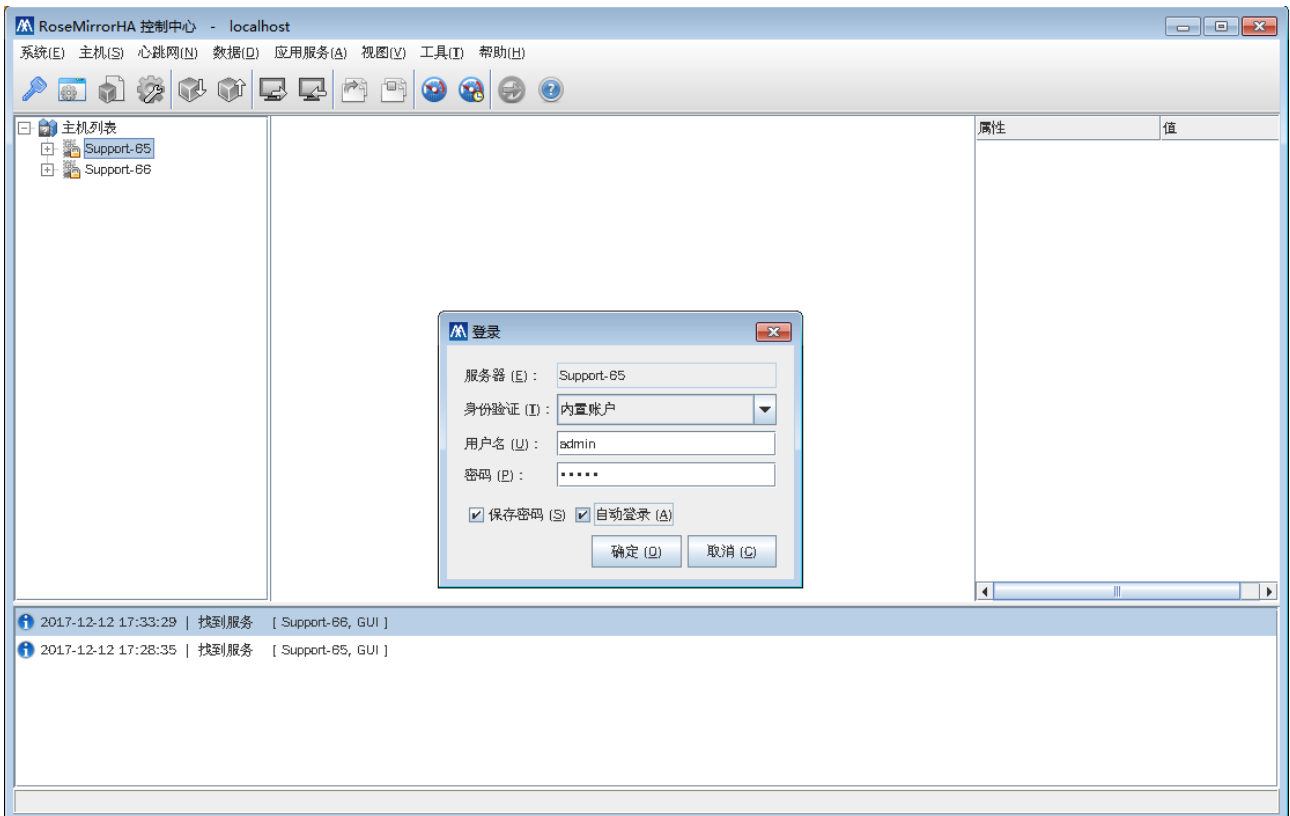 RoseMirrorHA 控制中心 - localhost
系统(E) 主机(S) 心跳网(N) 数据(D) 应用服务(A) 视图(V) 工具(T) 帮助(H)
主机列表
Support-65
Support-66
属性 值
登录
服务器 (E) : Support-65
身份验证 (T) : 内置账户
用户名 (U) : admin
密码 (P) : •••••
保存密码 (S) 自动登录 (A)
确定 (O) 取消 (C)
2017-12-12 17:33:29 | 找到服务 [ Support-66, GUI ]
2017-12-12 17:28:35 | 找到服务 [ Support-65, GUI ]